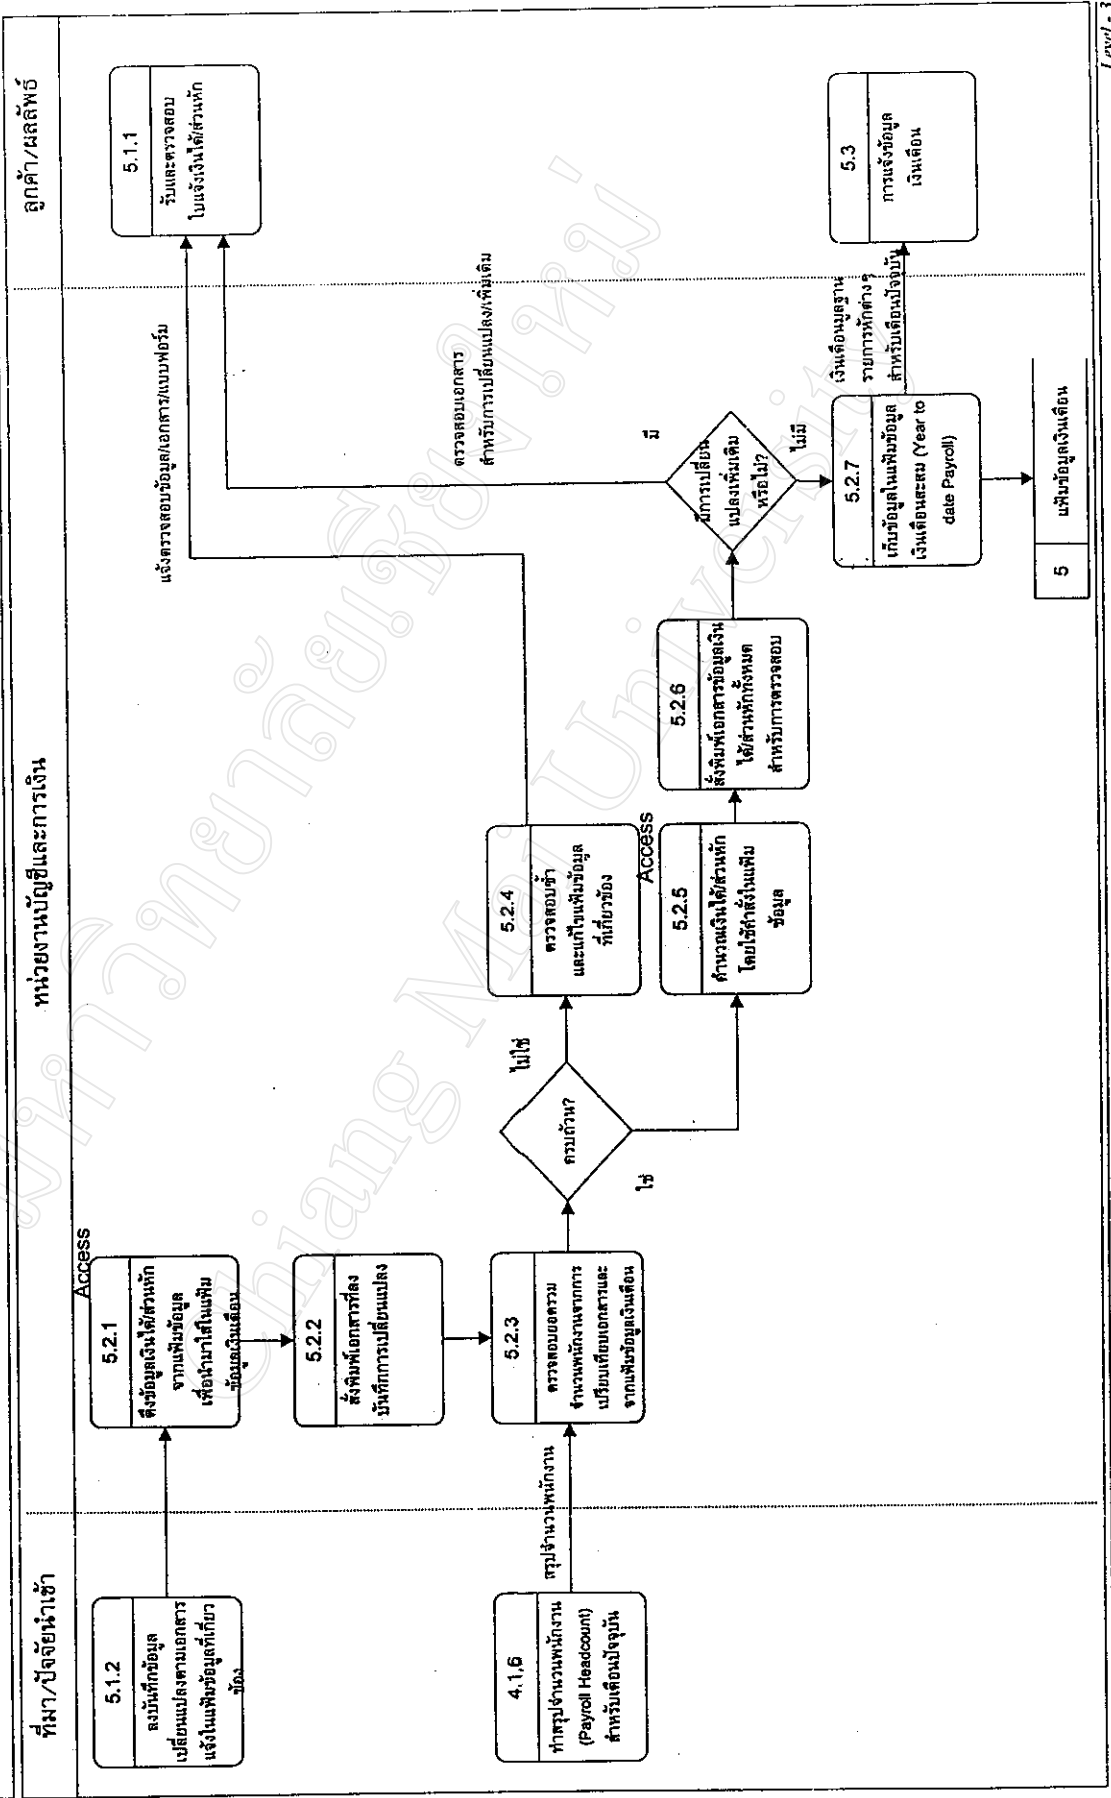 ที่มา/ปัจจัยนำเข้า
หน่วยงานบัญชีและการเงิน
ลูกค้า/ผลลัพธ์
5.1.2
ลงบันทึกข้อมูล
เปลี่ยนแปลงตามเอกสาร
แจ้งในแฟ้มข้อมูลที่เกี่ยว
ข้อง
4.1.6
ทำสรุปจำนวนพนักงาน
(Payroll Headcount)
สำหรับเดือนปัจจุบัน
สรุปจำนวนพนักงาน
Access
5.2.1
ดึงข้อมูลเงินได้/ส่วนหัก
จากแฟ้มข้อมูล
เพื่อนำมาใส่ในแฟ้ม
ข้อมูลเงินเดือน
5.2.2
สั่งพิมพ์เอกสารที่ลง
บันทึกการเปลี่ยนแปลง
5.2.3
ตรวจสอบยอดรวม
จำนวนพนักงานจากการ
เปรียบเทียบเอกสารและ
จากแฟ้มข้อมูลเงินเดือน
ครบถ้วน?
ไม่ใช่
ใช่
5.2.4
ตรวจสอบซ้ำ
และแก้ไขแฟ้มข้อมูล
ที่เกี่ยวข้อง
Access
5.2.5
คำนวณเงินได้/ส่วนหัก
โดยใช้คำสั่งในแฟ้ม
ข้อมูล
5.2.6
สั่งพิมพ์เอกสารข้อมูลเงิน
ได้/ส่วนหักทั้งหมด
สำหรับการตรวจสอบ
มีการเปลี่ยน
แปลงเพิ่มเติม
หรือไม่?
มี
ไม่มี
แจ้งตรวจสอบข้อมูล/เอกสาร/แบบฟอร์ม
ตรวจสอบเอกสาร
สำหรับการเปลี่ยนแปลง/เพิ่มเติม
5.2.7
เก็บข้อมูลในแฟ้มข้อมูล
เงินเดือนสะสม (Year to
date Payroll)
5
แฟ้มข้อมูลเงินเดือน
เงินเดือนมูลฐาน
รายการหักต่างๆ
สำหรับเดือนปัจจุบัน
5.1.1
รับและตรวจสอบ
ใบแจ้งเงินได้/ส่วนหัก
5.3
การแจ้งข้อมูล
เงินเดือน
Level - 3
มหาวิทยาลัยเชียงใหม่
Chiang Mai University